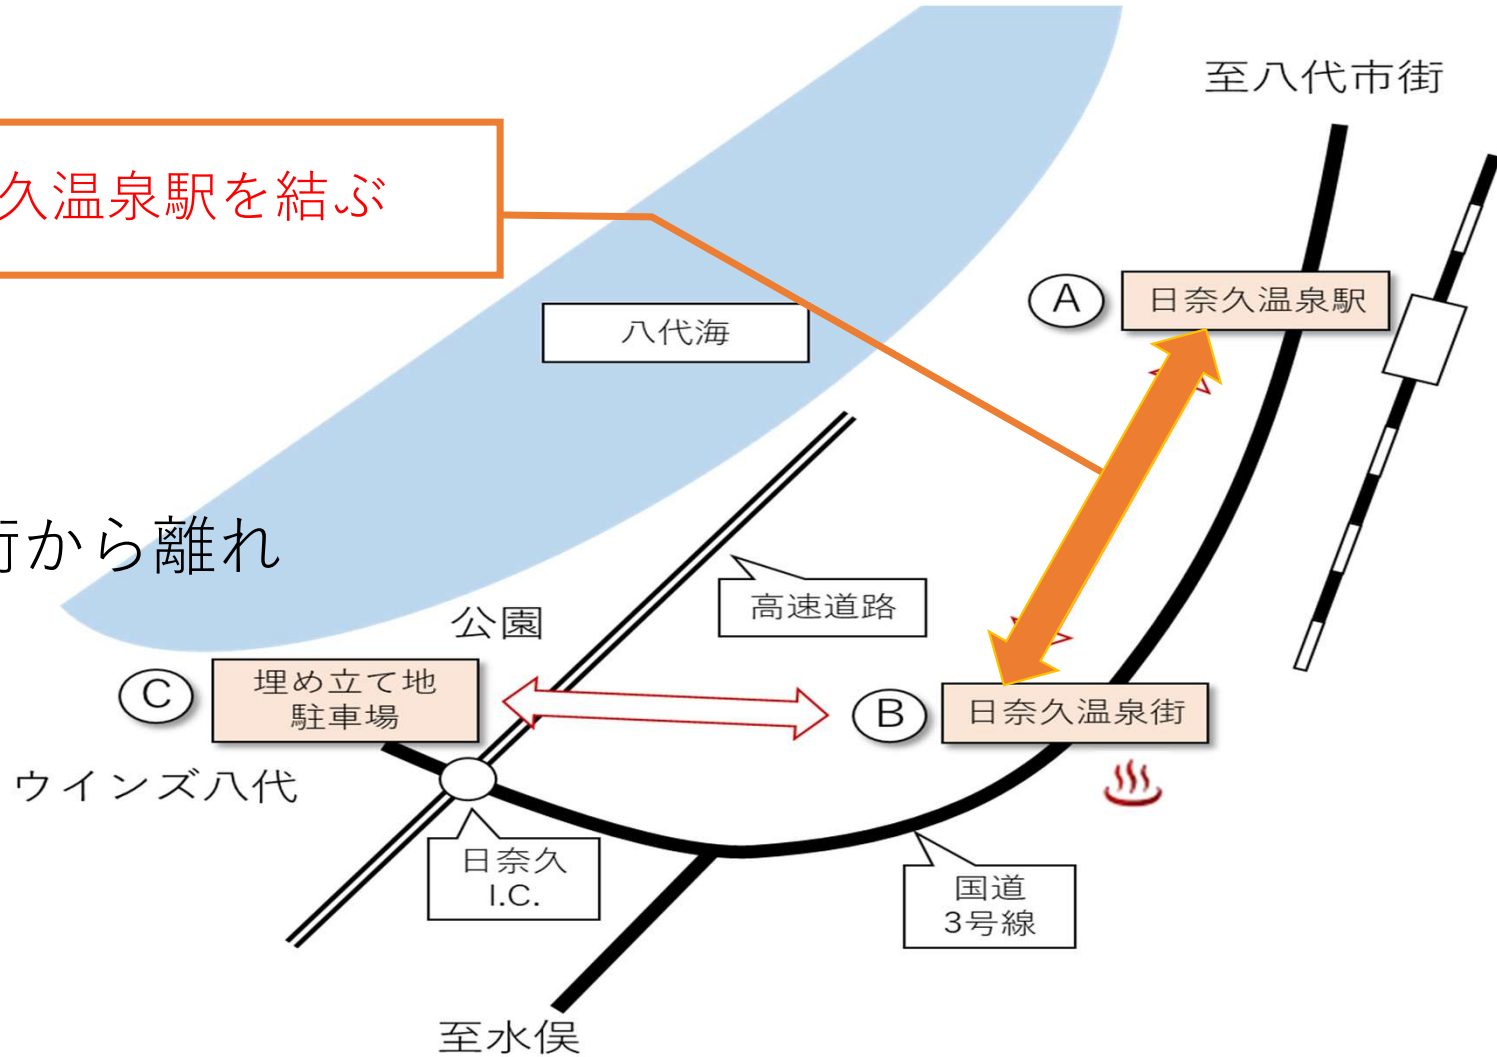 至八代市街
久温泉駅を結ぶ
A
日奈久温泉駅
八代海
街から離れ
高速道路
公園
C
埋め立て地
駐車場
B
日奈久温泉街
ウインズ八代
日奈久
I.C.
国道
3号線
至水俣